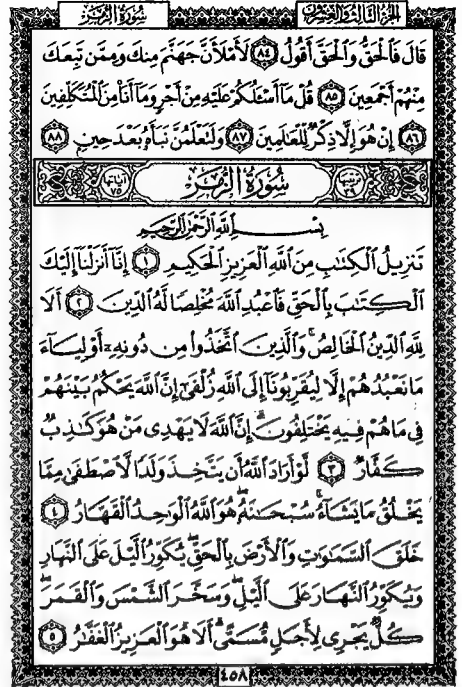 الجزء الثالث والعشرون سورة الزمر
قَالَ فَٱلْحَقُّ وَٱلْحَقَّ أَقُولُ ٨٤ لَأَمْلَأَنَّ جَهَنَّمَ مِنكَ وَمِمَّن تَبِعَكَ
مِنْهُمْ أَجْمَعِينَ ٨٥ قُلْ مَآ أَسْـَٔلُكُمْ عَلَيْهِ مِنْ أَجْرٍ وَمَآ أَنَا۠ مِنَ ٱلْمُتَكَلِّفِينَ
٨٦ إِنْ هُوَ إِلَّا ذِكْرٌ لِّلْعَـٰلَمِينَ ٨٧ وَلَتَعْلَمُنَّ نَبَأَهُۥ بَعْدَ حِينٍۭ ٨٨
ترتيبها ٣٩ سُورَةُ الزُّمَرِ آياتها ٧٥
بِسْمِ ٱللَّهِ ٱلرَّحْمَـٰنِ ٱلرَّحِيمِ
تَنزِيلُ ٱلْكِتَـٰبِ مِنَ ٱللَّهِ ٱلْعَزِيزِ ٱلْحَكِيمِ ١ إِنَّآ أَنزَلْنَآ إِلَيْكَ
ٱلْكِتَـٰبَ بِٱلْحَقِّ فَٱعْبُدِ ٱللَّهَ مُخْلِصًا لَّهُ ٱلدِّينَ ٢ أَلَا
لِلَّهِ ٱلدِّينُ ٱلْخَالِصُ ۚ وَٱلَّذِينَ ٱتَّخَذُوا۟ مِن دُونِهِۦٓ أَوْلِيَآءَ
مَا نَعْبُدُهُمْ إِلَّا لِيُقَرِّبُونَآ إِلَى ٱللَّهِ زُلْفَىٰٓ إِنَّ ٱللَّهَ يَحْكُمُ بَيْنَهُمْ
فِى مَا هُمْ فِيهِ يَخْتَلِفُونَ ۗ إِنَّ ٱللَّهَ لَا يَهْدِى مَنْ هُوَ كَـٰذِبٌ
كَفَّارٌ ٣ لَّوْ أَرَادَ ٱللَّهُ أَن يَتَّخِذَ وَلَدًا لَّٱصْطَفَىٰ مِمَّا
يَخْلُقُ مَا يَشَآءُ ۚ سُبْحَـٰنَهُۥ ۖ هُوَ ٱللَّهُ ٱلْوَٰحِدُ ٱلْقَهَّارُ ٤
خَلَقَ ٱلسَّمَـٰوَٰتِ وَٱلْأَرْضَ بِٱلْحَقِّ ۖ يُكَوِّرُ ٱلَّيْلَ عَلَى ٱلنَّهَارِ
وَيُكَوِّرُ ٱلنَّهَارَ عَلَى ٱلَّيْلِ ۖ وَسَخَّرَ ٱلشَّمْسَ وَٱلْقَمَرَ ۖ
كُلٌّ يَجْرِى لِأَجَلٍ مُّسَمًّى ۗ أَلَا هُوَ ٱلْعَزِيزُ ٱلْغَفَّـٰرُ ٥
٤٥٨